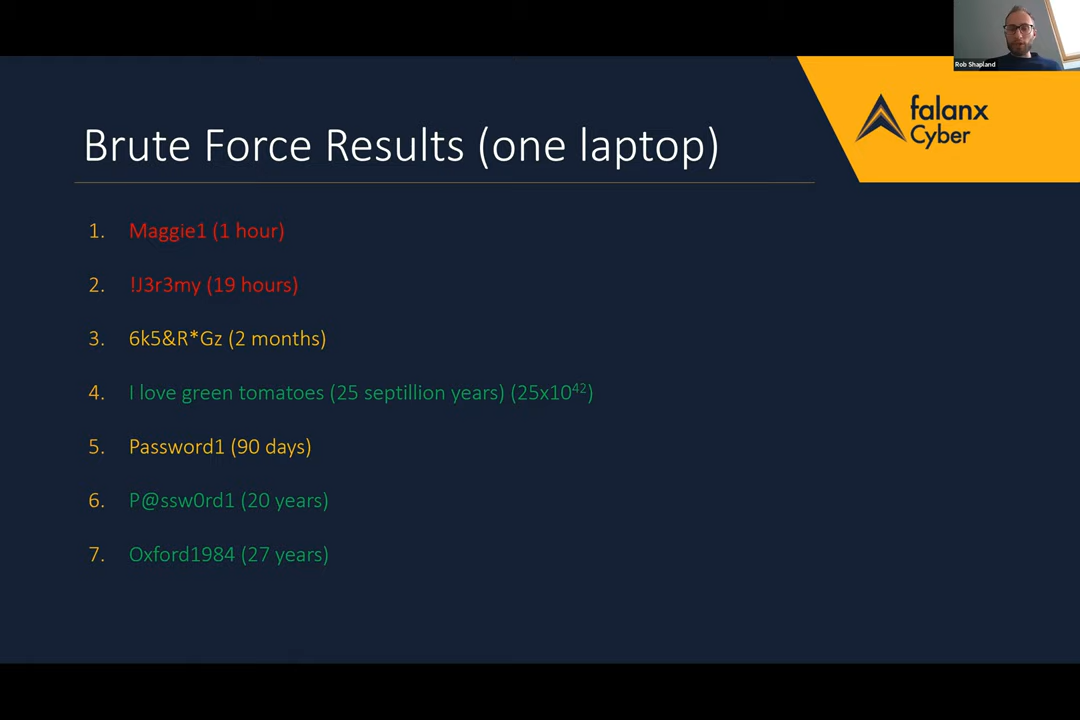 Rob Shapland
falanx
Cyber
Brute Force Results (one laptop)
1. Maggie1 (1 hour)
2. !J3r3my (19 hours)
3. 6k5&R*Gz (2 months)
4. I love green tomatoes (25 septillion years) (25x10⁴²)
5. Password1 (90 days)
6. P@ssw0rd1 (20 years)
7. Oxford1984 (27 years)